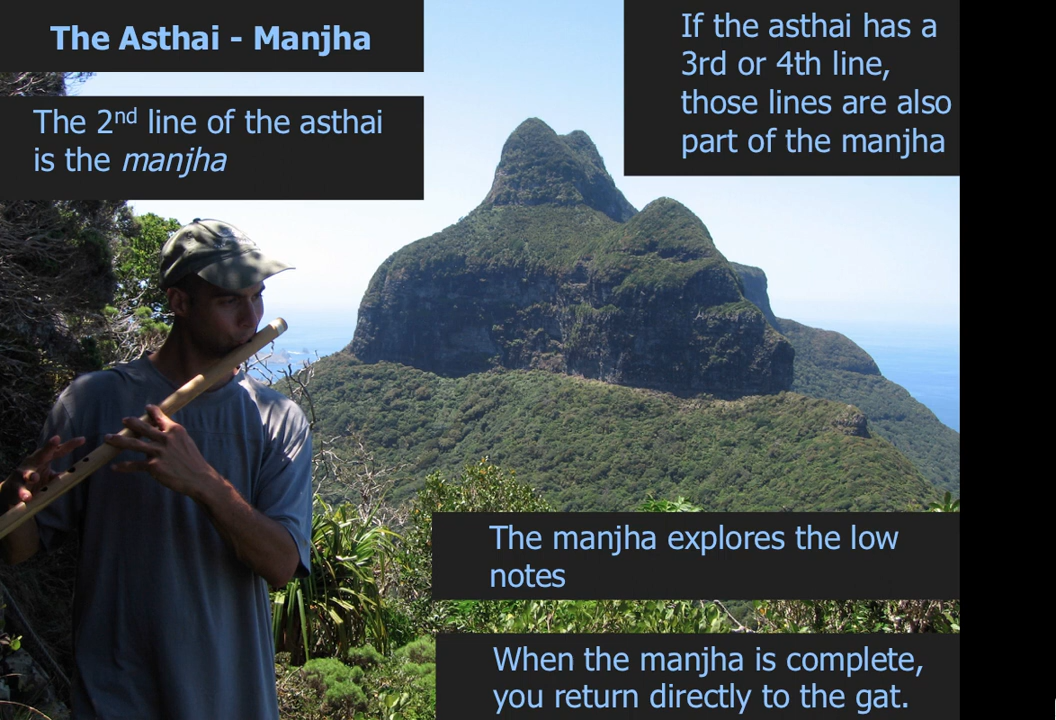 The Asthai - Manjha
The 2nd line of the asthai
is the manjha
If the asthai has a
3rd or 4th line,
those lines are also
part of the manjha
The manjha explores the low
notes
When the manjha is complete,
you return directly to the gat.